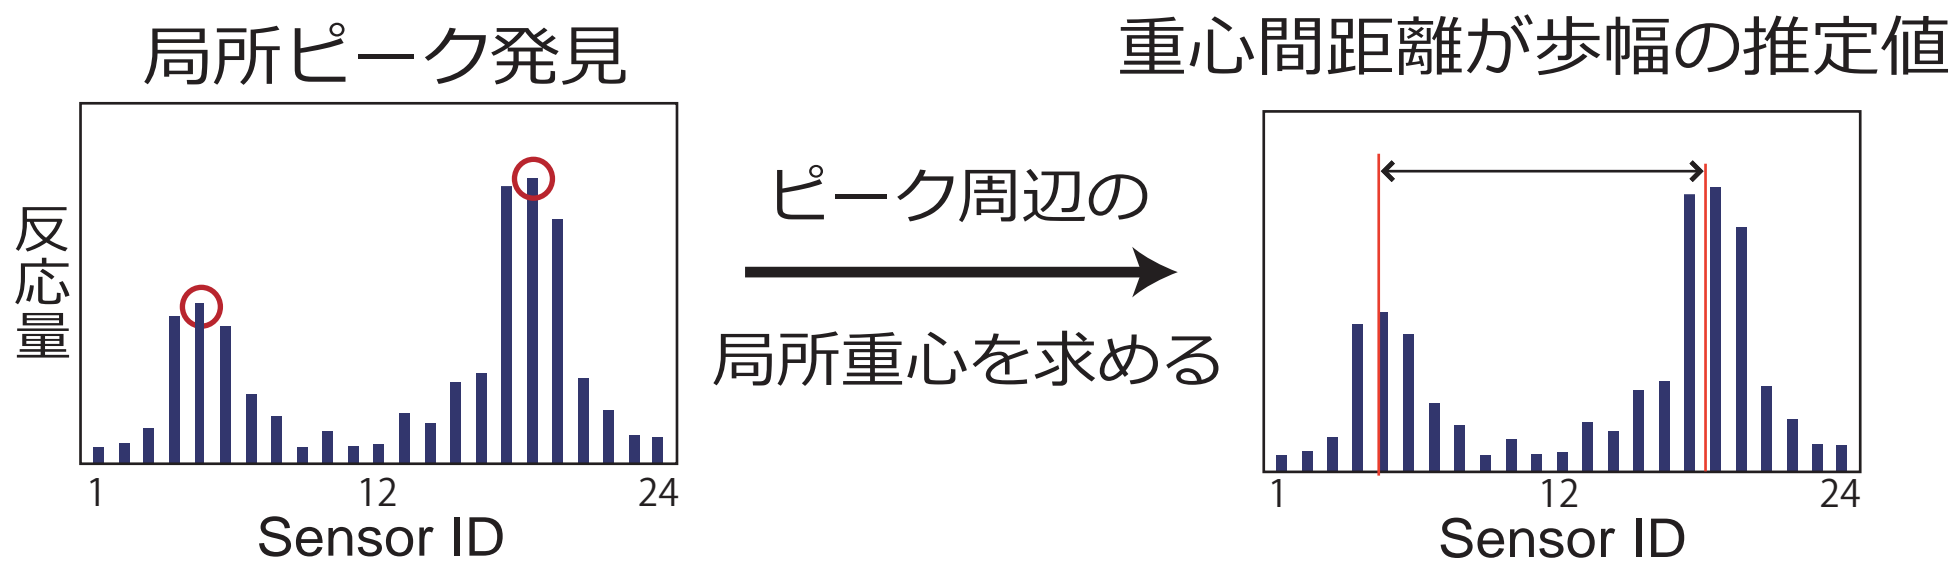 局所ピーク発見
反応量
1 12 24
Sensor ID
ピーク周辺の
局所重心を求める
重心間距離が歩幅の推定値
1 12 24
Sensor ID